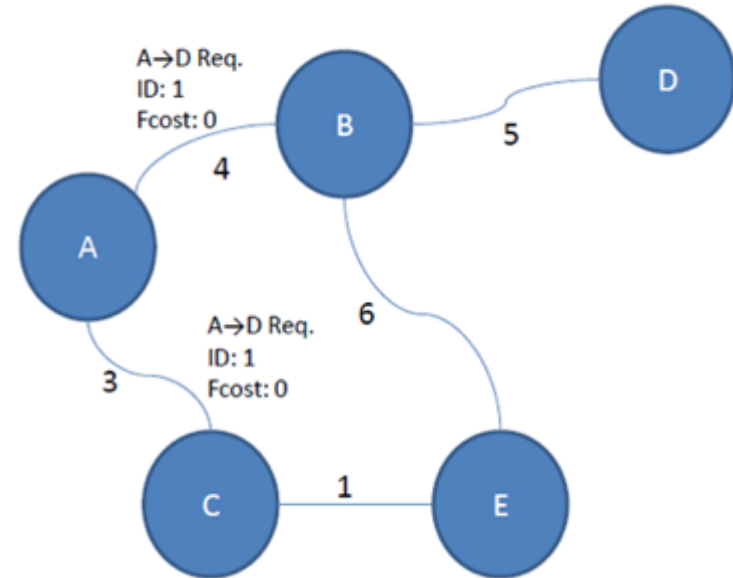 A→D Req.
ID: 1
Fcost: 0
B
D
5
4
A
6
A→D Req.
ID: 1
Fcost: 0
3
1
C
E